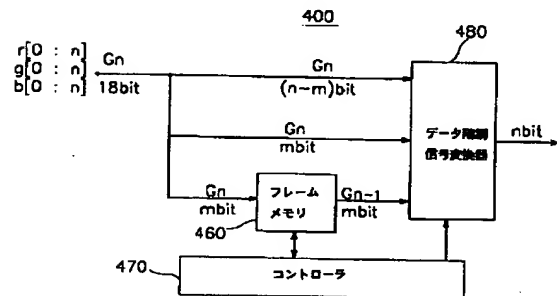 400
480
r[0 : n]
g[0 : n]
b[0 : n]
Gn
18bit
Gn
(n-m)bit
Gn
mbit
データ階調
信号変換器
nbit
Gn
mbit
フレーム
メモリ
Gn-1
mbit
460
470
コントローラ